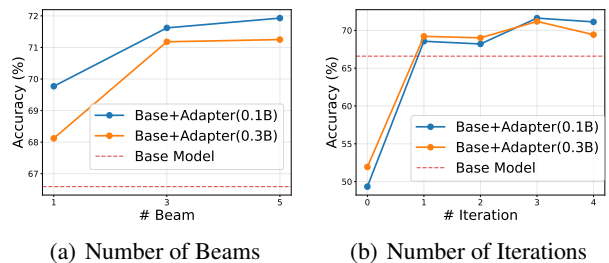 72
71
70
69
68
67
1
3
5
Accuracy (%)
# Beam
Base+Adapter(0.1B)
Base+Adapter(0.3B)
Base Model
(a) Number of Beams
70
65
60
55
50
0
1
2
3
4
Accuracy (%)
# Iteration
Base+Adapter(0.1B)
Base+Adapter(0.3B)
Base Model
(b) Number of Iterations